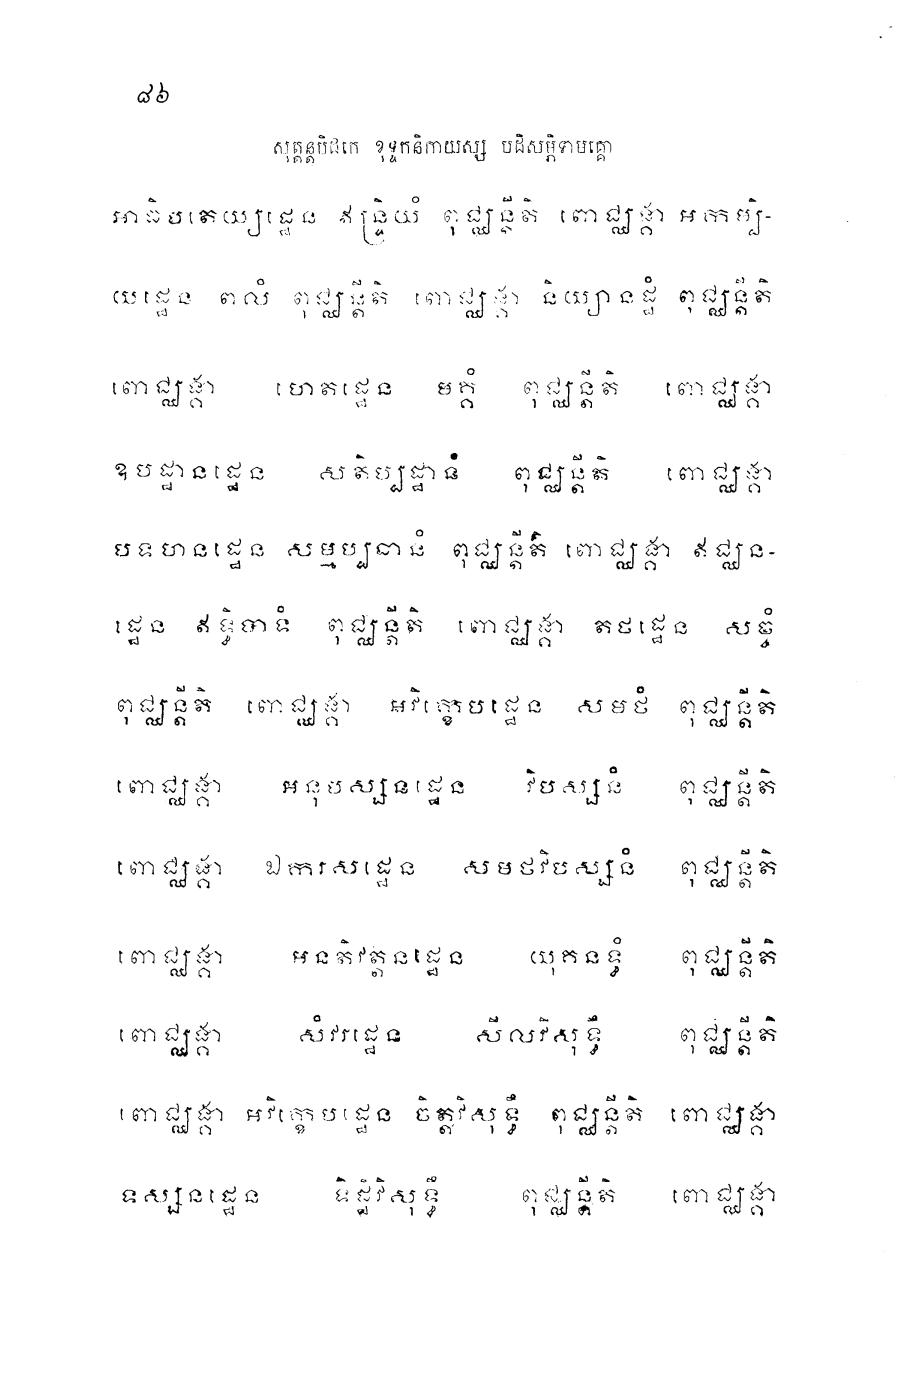 ៨៦
សុត្តន្តបិដកេ ខុទ្ទកនិកាយស្ស បដិសម្ភិទាមគ្គោ
អាធិបតេយ្យដ្ឋេន ឥន្ទ្រិយំ ពុជ្ឈន្តីតិ ពោជ្ឈង្គា អកម្បិ-
យដ្ឋេន ពលំ ពុជ្ឈន្តីតិ ពោជ្ឈង្គា និយ្យានដ្ឋំ ពុជ្ឈន្តីតិ
ពោជ្ឈង្គា ហេតដ្ឋេន មគ្គំ ពុជ្ឈន្តីតិ ពោជ្ឈង្គា
ឧបដ្ឋានដ្ឋេន សតិប្បដ្ឋានំ ពុជ្ឈន្តីតិ ពោជ្ឈង្គា
បទហនដ្ឋេន សម្មប្បធានំ ពុជ្ឈន្តីតិ ពោជ្ឈង្គា ឥជ្ឈន-
ដ្ឋេន ឥទ្ធិបាទំ ពុជ្ឈន្តីតិ ពោជ្ឈង្គា តថដ្ឋេន សច្ចំ
ពុជ្ឈន្តីតិ ពោជ្ឈង្គា អវិក្ខេបដ្ឋេន សមថំ ពុជ្ឈន្តីតិ
ពោជ្ឈង្គា អនុបស្សនដ្ឋេន វិបស្សនំ ពុជ្ឈន្តីតិ
ពោជ្ឈង្គា ឯករសដ្ឋេន សមថវិបស្សនំ ពុជ្ឈន្តីតិ
ពោជ្ឈង្គា អនតិវត្តនដ្ឋេន យុគនទ្ធំ ពុជ្ឈន្តីតិ
ពោជ្ឈង្គា សំវរដ្ឋេន សីលវិសុទ្ធឹ ពុជ្ឈន្តីតិ
ពោជ្ឈង្គា អវិក្ខេបដ្ឋេន ចិត្តវិសុទ្ធឹ ពុជ្ឈន្តីតិ ពោជ្ឈង្គា
ទស្សនដ្ឋេន ទិដ្ឋិវិសុទ្ធឹ ពុជ្ឈន្តីតិ ពោជ្ឈង្គា